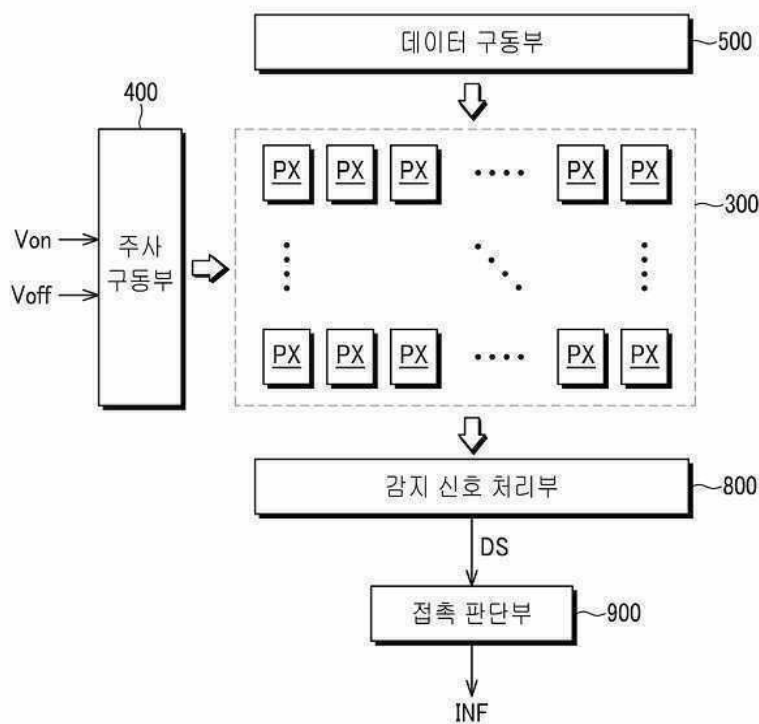 데이터 구동부
500
400
PX PX PX PX PX
300
Von
주사
구동부
Voff
PX PX PX PX PX
감지 신호 처리부
800
DS
접촉 판단부
900
INF